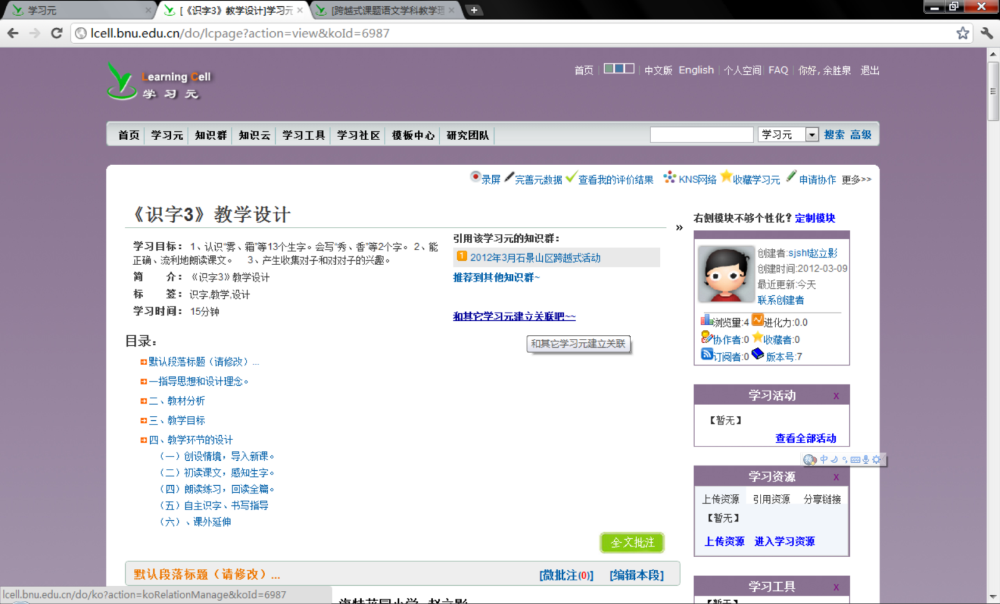 学习元
[《识字3》教学设计]学习元
[跨越式课题语文学科教学理
lcell.bnu.edu.cn/do/lcpage?action=view&koId=6987
Learning Cell
学 习 元
首页 中文版 English 个人空间 FAQ 你好, 余胜泉 退出
首页 学习元 知识群 知识云 学习工具 学习社区 模板中心 研究团队
学习元 搜索 高级
录屏 完善元数据 查看我的评价结果 KNS网络 收藏学习元 申请协作 更多>>
《识字3》教学设计
»
学习目标： 1、认识“雾、霜”等13个生字。会写“秀、香”等2个字。 2、能
正确、流利地朗读课文。 3、产生收集对子和对对子的兴趣。
简 介： 《识字3》教学设计
标 签： 识字,教学,设计
学习时间： 15分钟
引用该学习元的知识群：
1 2012年3月石景山区跨越式活动
推荐到其他知识群~
和其它学习元建立关联吧~~
和其它学习元建立关联
目录：
默认段落标题（请修改）...
一指导思想和设计理念。
二、教材分析
三、教学目标
四、教学环节的设计
（一）创设情境，导入新课。
（二）初读课文，感知生字。
（四）朗读练习，回读全篇。
（五）自主识字、书写指导
（六）、课外延伸
全文批注
默认段落标题（请修改）...
[微批注(0)] [编辑本段]
右侧模块不够个性化？定制模块
创建者:sjsht赵立影
创建时间:2012-03-09
最近更新:今天
联系创建者
浏览量:4 进化力:0.0
协作者:0 收藏者:0
订阅者:0 版本号:7
学习活动 x
【暂无】
查看全部活动
中
学习资源 x
上传资源 引用资源 分享链接
【暂无】
上传资源 进入学习资源
学习工具 x
【暂无】
lcell.bnu.edu.cn/do/ko?action=koRelationManage&koId=6987